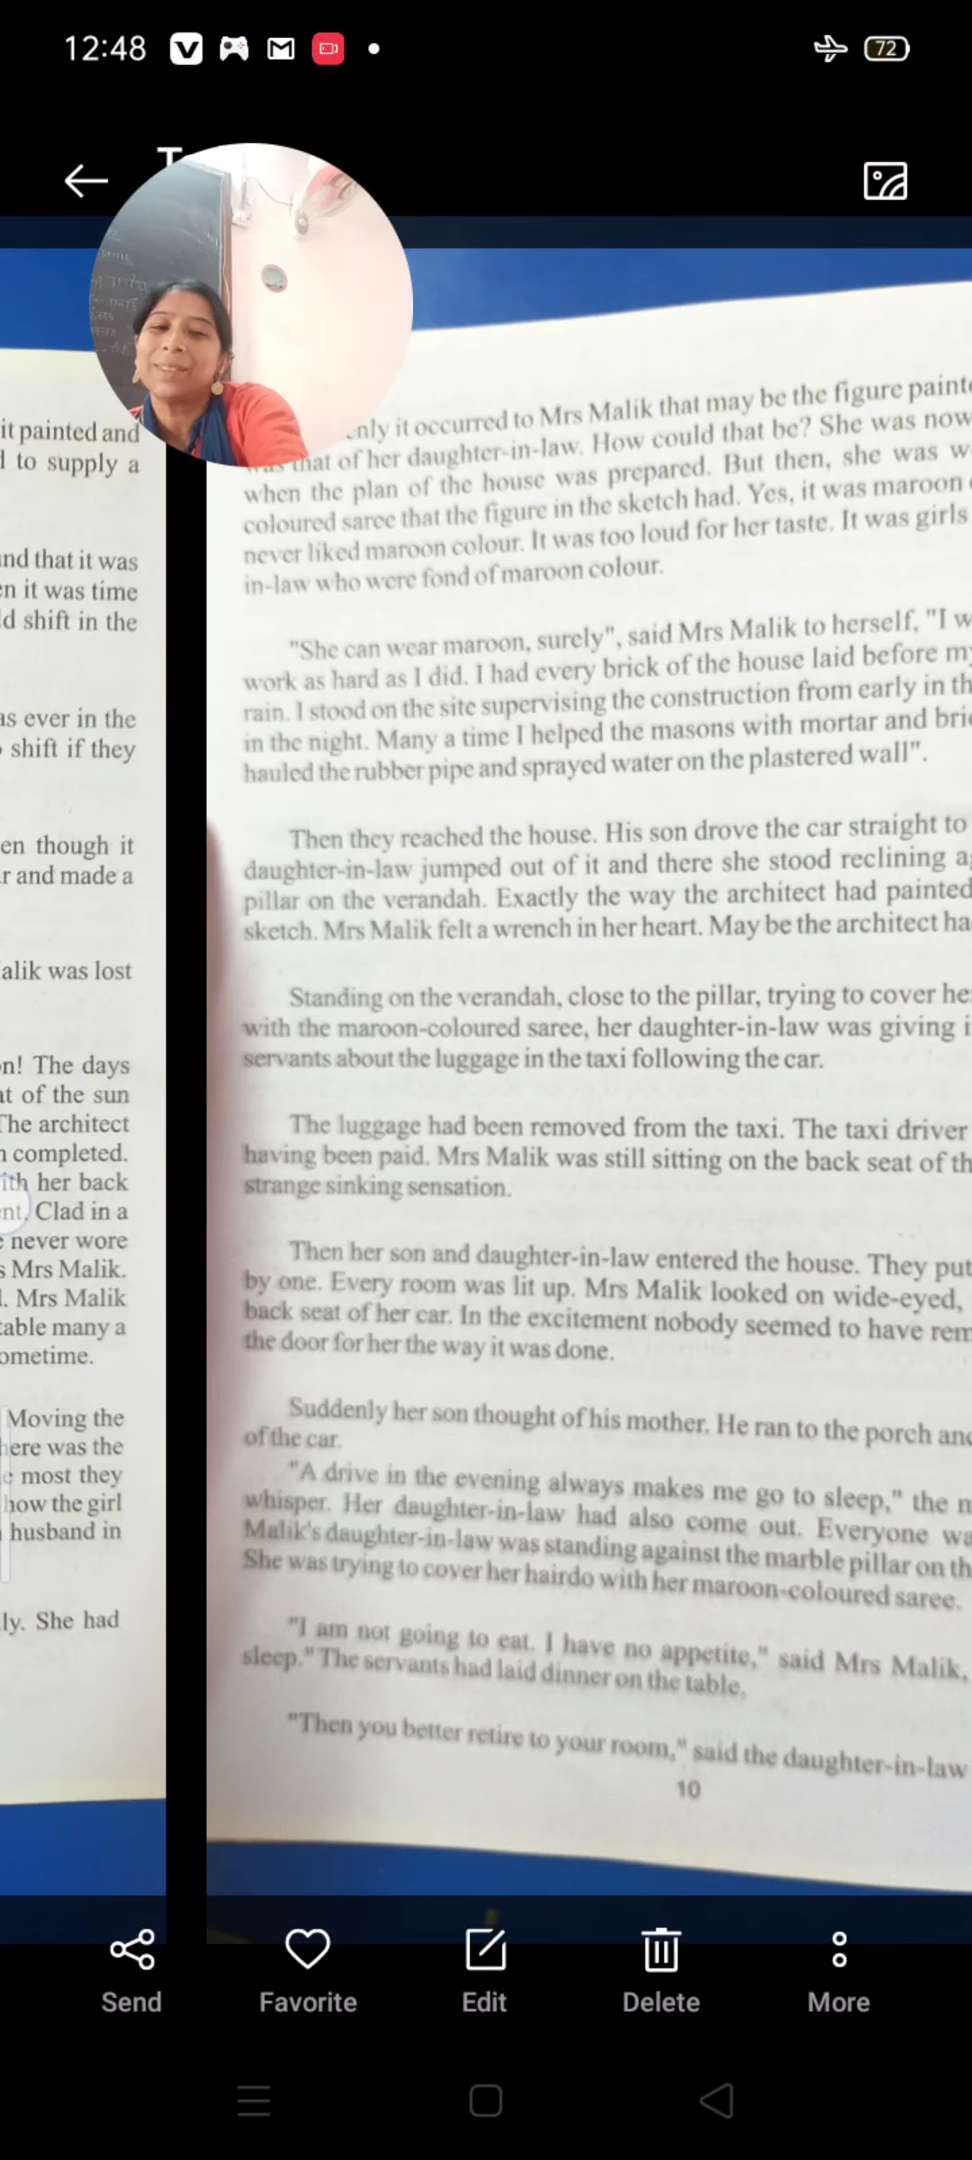 12:48
72
it painted and
to supply a
nd that it was
en it was time
d shift in the
as ever in the
shift if they
en though it
r and made a
alik was lost
n! The days
at of the sun
The architect
completed.
ith her back
nt. Clad in a
never wore
s Mrs Malik.
. Mrs Malik
table many a
ometime.
Moving the
here was the
most they
how the girl
husband in
ly. She had
enly it occurred to Mrs Malik that may be the figure painte
was that of her daughter-in-law. How could that be? She was now
when the plan of the house was prepared. But then, she was w
coloured saree that the figure in the sketch had. Yes, it was maroon
never liked maroon colour. It was too loud for her taste. It was girls
in-law who were fond of maroon colour.
"She can wear maroon, surely", said Mrs Malik to herself, "I w
work as hard as I did. I had every brick of the house laid before my
rain. I stood on the site supervising the construction from early in th
in the night. Many a time I helped the masons with mortar and bric
hauled the rubber pipe and sprayed water on the plastered wall".
Then they reached the house. His son drove the car straight to
daughter-in-law jumped out of it and there she stood reclining ag
pillar on the verandah. Exactly the way the architect had painted
sketch. Mrs Malik felt a wrench in her heart. May be the architect ha
Standing on the verandah, close to the pillar, trying to cover he
with the maroon-coloured saree, her daughter-in-law was giving i
servants about the luggage in the taxi following the car.
The luggage had been removed from the taxi. The taxi driver
having been paid. Mrs Malik was still sitting on the back seat of th
strange sinking sensation.
Then her son and daughter-in-law entered the house. They put
by one. Every room was lit up. Mrs Malik looked on wide-eyed,
back seat of her car. In the excitement nobody seemed to have rem
the door for her the way it was done.
Suddenly her son thought of his mother. He ran to the porch and
of the car.
"A drive in the evening always makes me go to sleep," the m
whisper. Her daughter-in-law had also come out. Everyone wa
Malik's daughter-in-law was standing against the marble pillar on th
She was trying to cover her hairdo with her maroon-coloured saree.
"I am not going to eat. I have no appetite," said Mrs Malik,
sleep." The servants had laid dinner on the table.
"Then you better retire to your room," said the daughter-in-law
10
Send Favorite Edit Delete More